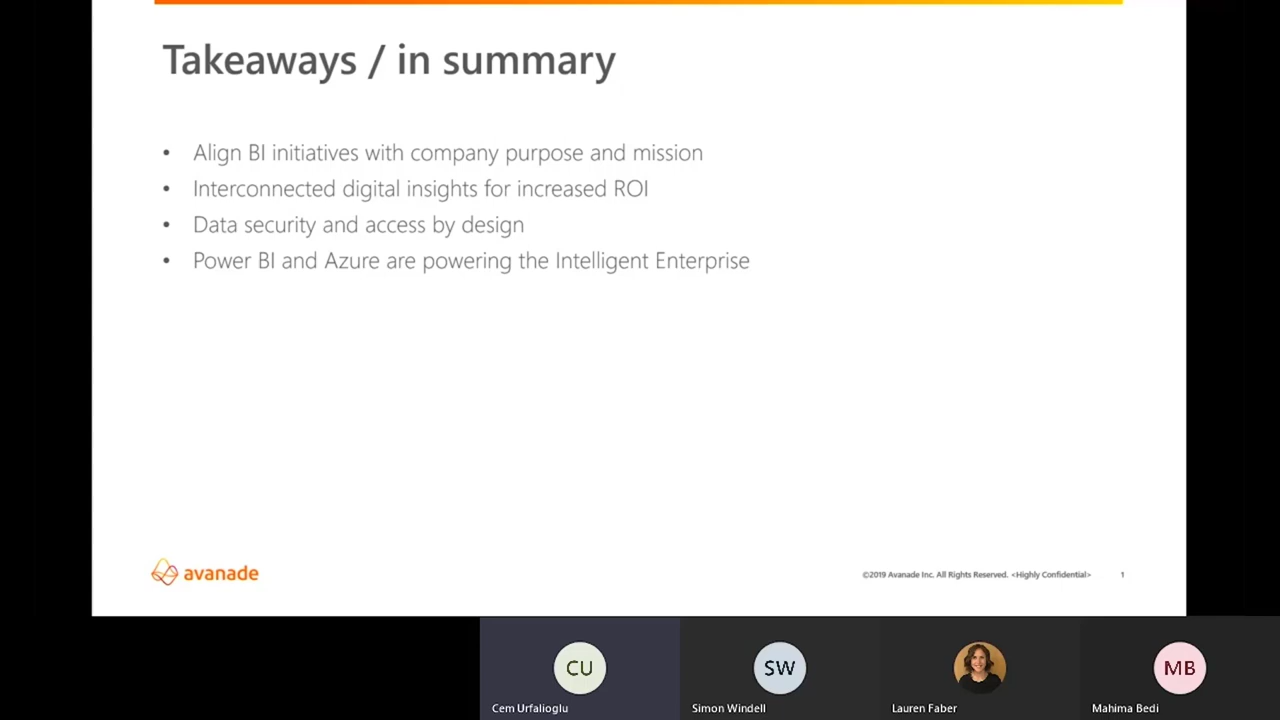 Takeaways / in summary
• Align BI initiatives with company purpose and mission
• Interconnected digital insights for increased ROI
• Data security and access by design
• Power BI and Azure are powering the Intelligent Enterprise
avanade
©2019 Avanade Inc. All Rights Reserved. <Highly Confidential> 1
CU
SW
MB
Cem Urfalioglu
Simon Windell
Lauren Faber
Mahima Bedi